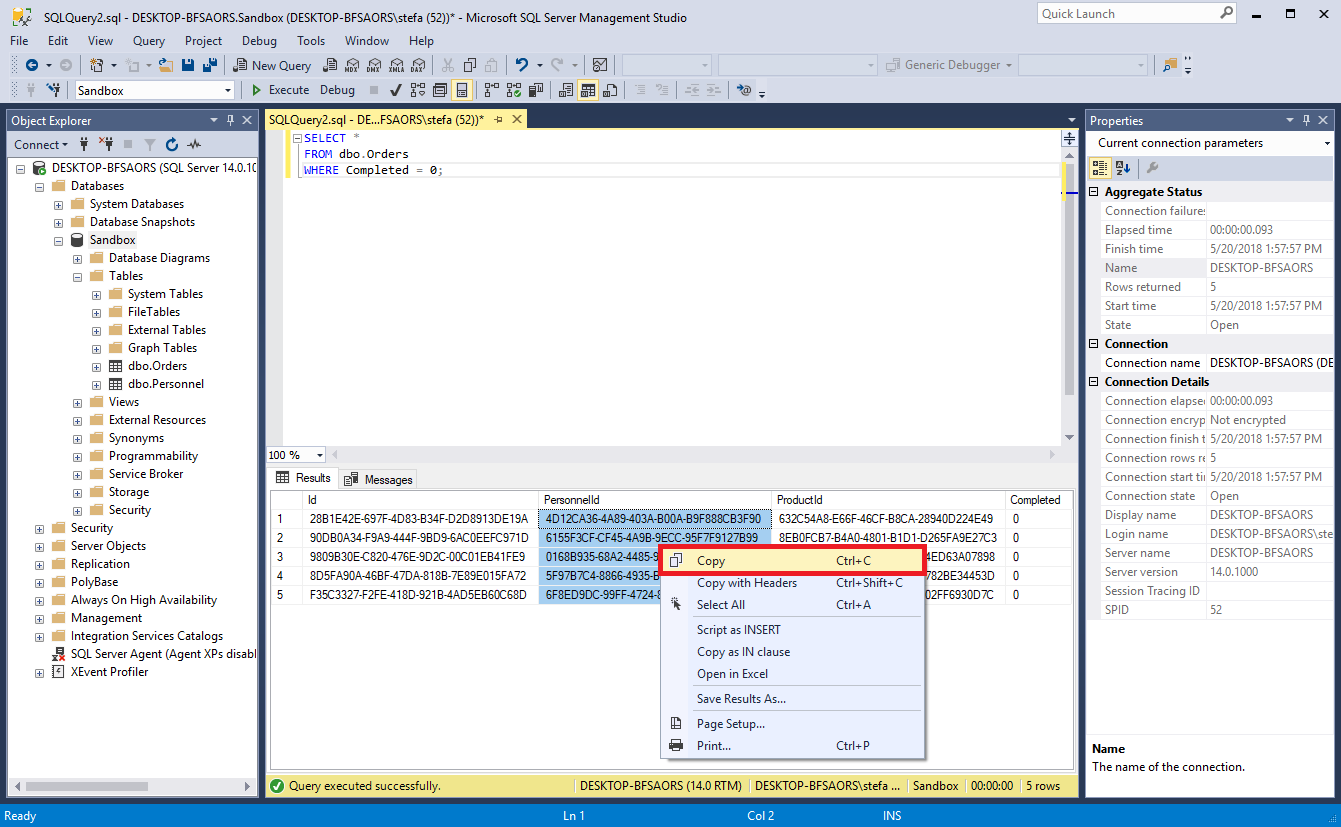 SQLQuery2.sql - DESKTOP-BFSAORS.Sandbox (DESKTOP-BFSAORS\stefa (52))* - Microsoft SQL Server Management Studio
Quick Launch
File Edit View Query Project Debug Tools Window Help
New Query MDX DMX XMLA DAX Generic Debugger
Sandbox Execute Debug
Object Explorer
Connect
DESKTOP-BFSAORS (SQL Server 14.0.10
Databases
System Databases
Database Snapshots
Sandbox
Database Diagrams
Tables
System Tables
FileTables
External Tables
Graph Tables
dbo.Orders
dbo.Personnel
Views
External Resources
Synonyms
Programmability
Service Broker
Storage
Security
Security
Server Objects
Replication
PolyBase
Always On High Availability
Management
Integration Services Catalogs
SQL Server Agent (Agent XPs disabl
XEvent Profiler
SQLQuery2.sql - DE...FSAORS\stefa (52))*
SELECT *
FROM dbo.Orders
WHERE Completed = 0;
100 %
Results Messages
Id PersonnelId ProductId Completed
1 28B1E42E-697F-4D83-B34F-D2D8913DE19A 4D12CA36-4A89-403A-B00A-B9F888CB3F90 632C54A8-E66F-46CF-B8CA-28940D224E49 0
2 90DB0A34-F9A9-444F-9BD9-6AC0EEFC971D 6155F3CF-CF45-4A9B-9ECC-95F7F9127B99 8EB0FCB7-B4A0-4801-B1D1-D265FA9E27C3 0
3 9809B30E-C820-476E-9D2C-00C01EB41FE9 0168B935-68A2-4485-9 4ED63A07898 0
4 8D5FA90A-46BF-47DA-818B-7E89E015FA72 5F97B7C4-8866-4935-B 782BE34453D 0
5 F35C3327-F2FE-418D-921B-4AD5EB60C68D 6F8ED9DC-99FF-4724-8 02FF6930D7C 0
Copy Ctrl+C
Copy with Headers Ctrl+Shift+C
Select All Ctrl+A
Script as INSERT
Copy as IN clause
Open in Excel
Save Results As...
Page Setup...
Print... Ctrl+P
Query executed successfully. DESKTOP-BFSAORS (14.0 RTM) DESKTOP-BFSAORS\stefa ... Sandbox 00:00:00 5 rows
Properties
Current connection parameters
Aggregate Status
Connection failures
Elapsed time 00:00:00.093
Finish time 5/20/2018 1:57:57 PM
Name DESKTOP-BFSAORS
Rows returned 5
Start time 5/20/2018 1:57:57 PM
State Open
Connection
Connection name DESKTOP-BFSAORS (DE
Connection Details
Connection elapse 00:00:00.093
Connection encryp Not encrypted
Connection finish t 5/20/2018 1:57:57 PM
Connection rows re 5
Connection start ti 5/20/2018 1:57:57 PM
Connection state Open
Display name DESKTOP-BFSAORS
Login name DESKTOP-BFSAORS\ste
Server name DESKTOP-BFSAORS
Server version 14.0.1000
Session Tracing ID
SPID 52
Name
The name of the connection.
Ready Ln 1 Col 2 INS